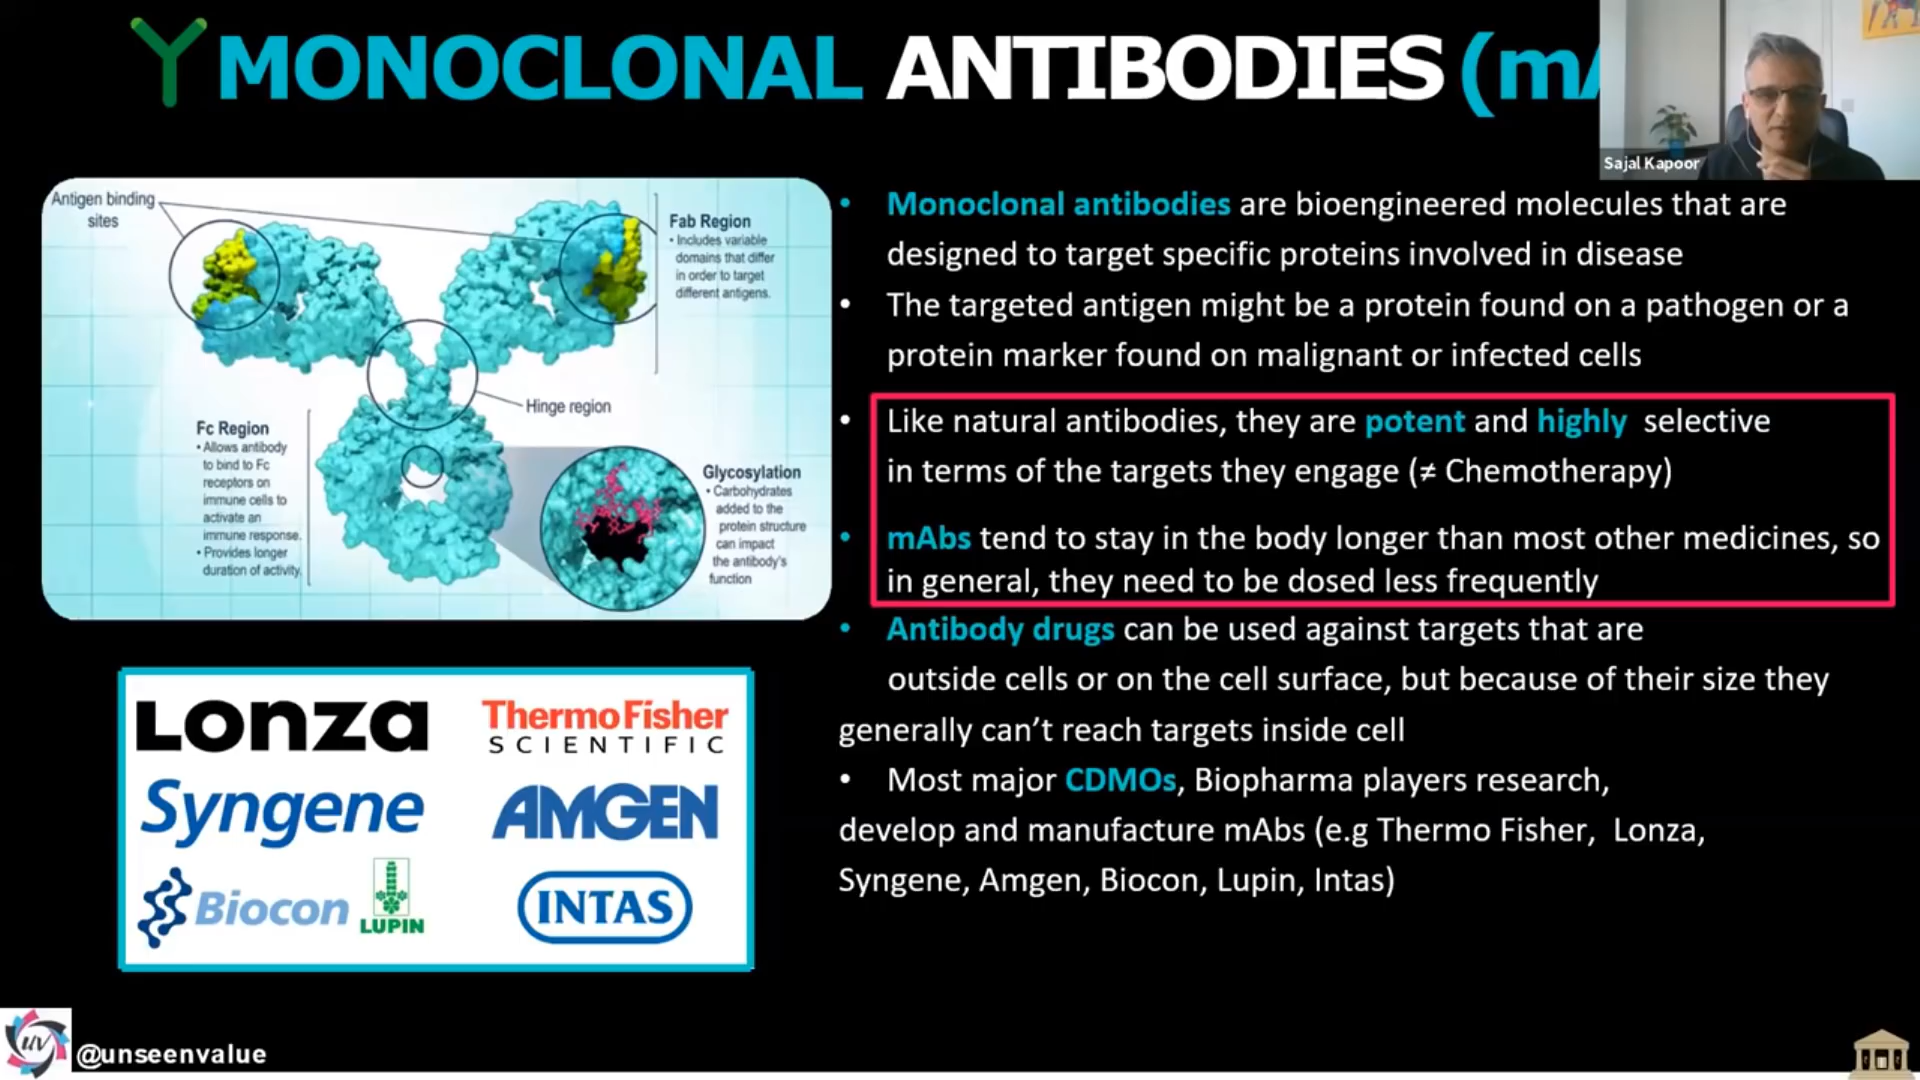 MONOCLONAL ANTIBODIES (mA
Sajal Kapoor
Antigen binding
sites
Fab Region
• Includes variable
domains that differ
in order to target
different antigens.
Hinge region
Fc Region
• Allows antibody
to bind to Fc
receptors on
immune cells to
activate an
immune response.
• Provides longer
duration of activity.
Glycosylation
• Carbohydrates
added to the
protein structure
can impact
the antibody's
function
• Monoclonal antibodies are bioengineered molecules that are
designed to target specific proteins involved in disease
• The targeted antigen might be a protein found on a pathogen or a
protein marker found on malignant or infected cells
• Like natural antibodies, they are potent and highly selective
in terms of the targets they engage (≠ Chemotherapy)
• mAbs tend to stay in the body longer than most other medicines, so
in general, they need to be dosed less frequently
• Antibody drugs can be used against targets that are
outside cells or on the cell surface, but because of their size they
generally can’t reach targets inside cell
• Most major CDMOs, Biopharma players research,
develop and manufacture mAbs (e.g Thermo Fisher, Lonza,
Syngene, Amgen, Biocon, Lupin, Intas)
Lonza
ThermoFisher
SCIENTIFIC
Syngene
AMGEN
Biocon
LUPIN
INTAS
UV
@unseenvalue